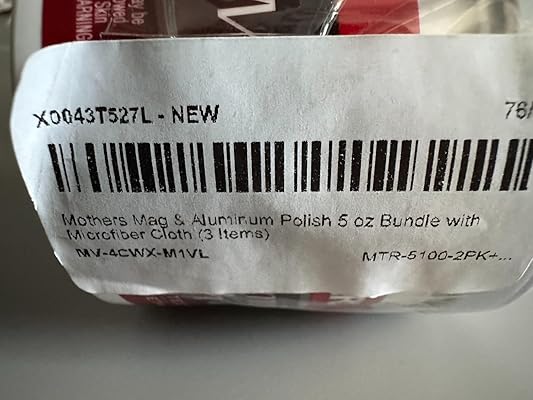 WARNING
X0043T527L - NEW
Mothers Mag & Aluminum Polish 5 oz Bundle with
Microfiber Cloth (3 Items)
MV-4CWX-M1VL
MTR-5100-2PK+...